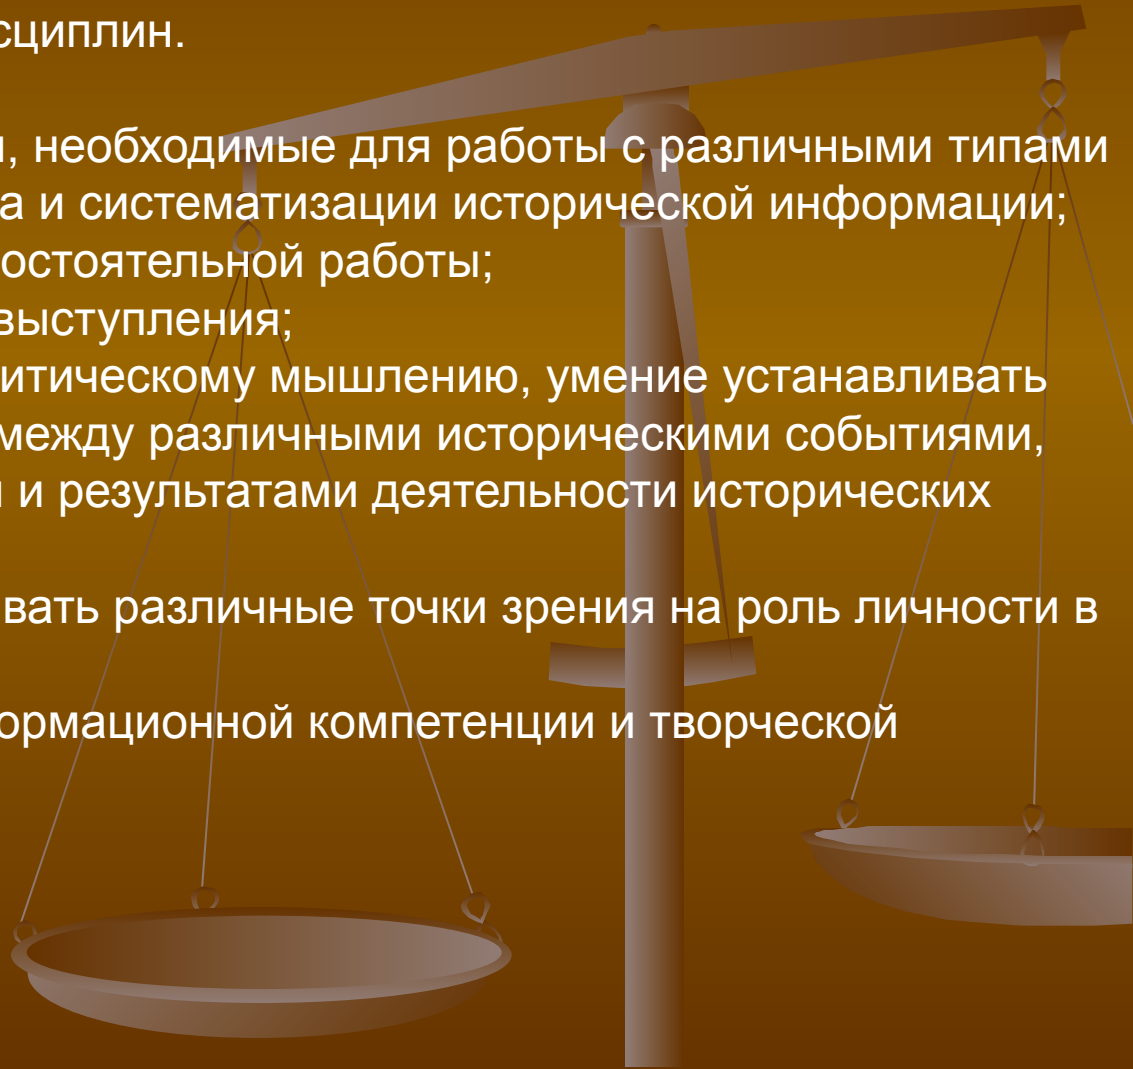 сциплин.
, необходимые для работы с различными типами
а и систематизации исторической информации;
остоятельной работы;
выступления;
итическому мышлению, умение устанавливать
между различными историческими событиями,
и результатами деятельности исторических
вать различные точки зрения на роль личности в
ормационной компетенции и творческой